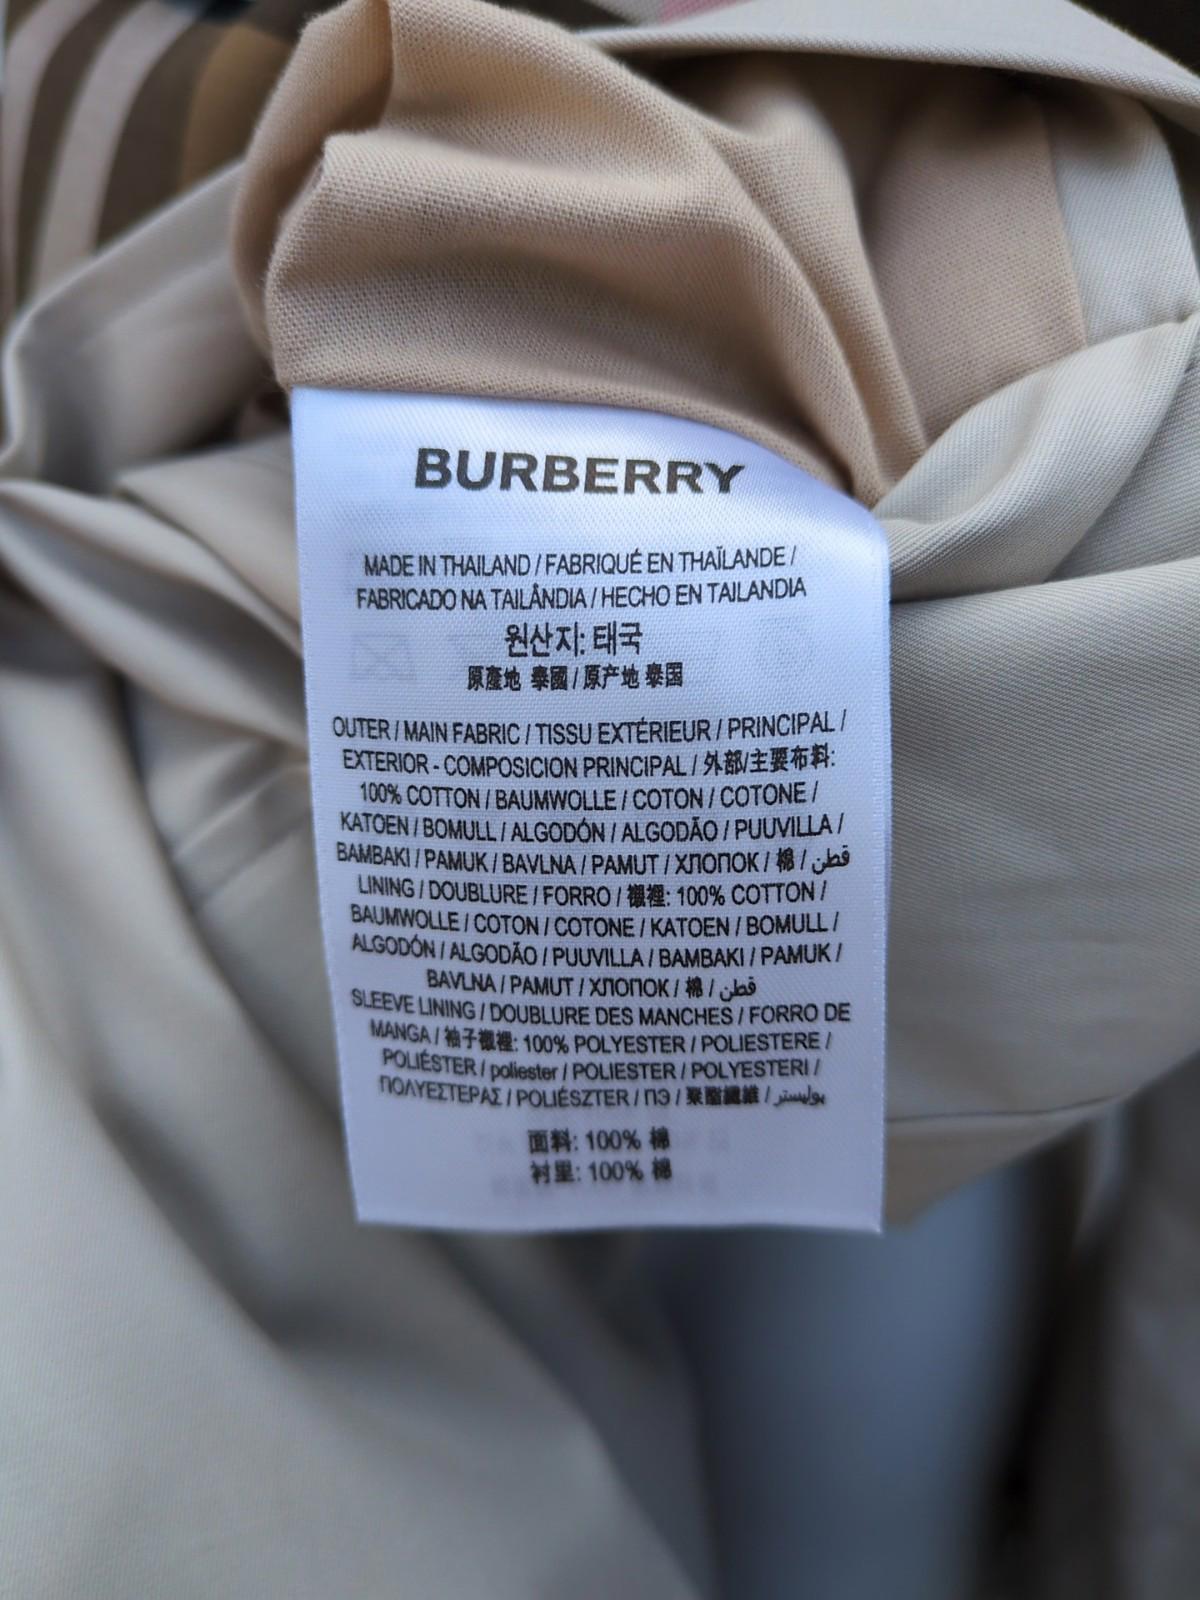 BURBERRY
MADE IN THAILAND / FABRIQUÉ EN THAÏLANDE /
FABRICADO NA TAILÂNDIA / HECHO EN TAILANDIA
원산지: 태국
原產地 泰國 / 原产地 泰国
OUTER / MAIN FABRIC / TISSU EXTÉRIEUR / PRINCIPAL /
EXTERIOR - COMPOSICION PRINCIPAL / 外部/主要布料:
100% COTTON / BAUMWOLLE / COTON / COTONE /
KATOEN / BOMULL / ALGODÓN / ALGODÃO / PUUVILLA /
BAMBAKI / PAMUK / BAVLNA / PAMUT / ХЛОПОК / 棉 / قطن
LINING / DOUBLURE / FORRO / 襯裡: 100% COTTON /
BAUMWOLLE / COTON / COTONE / KATOEN / BOMULL /
ALGODÓN / ALGODÃO / PUUVILLA / BAMBAKI / PAMUK /
BAVLNA / PAMUT / ХЛОПОК / 棉 / قطن
SLEEVE LINING / DOUBLURE DES MANCHES / FORRO DE
MANGA / 袖子襯裡: 100% POLYESTER / POLIESTERE /
POLIÉSTER / poliester / POLIESTER / POLYESTERI /
ΠΟΛΥΕΣΤΕΡΑΣ / POLIÉSZTER / ПЭ / 聚酯纖維 / بوليستر
面料: 100% 棉
衬里: 100% 棉